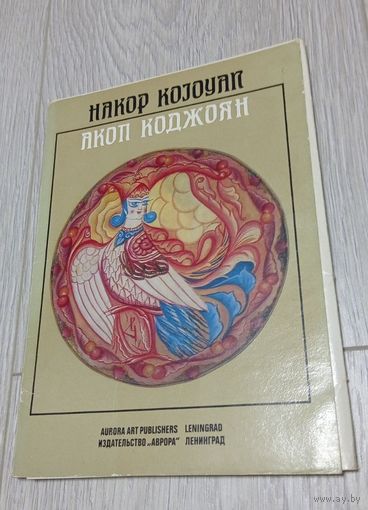 HAKOP KOJOYAN
АКОП КОДЖОЯН
AURORA ART PUBLISHERS LENINGRAD
ИЗДАТЕЛЬСТВО „АВРОРА“ ЛЕНИНГРАД
www.ay.by